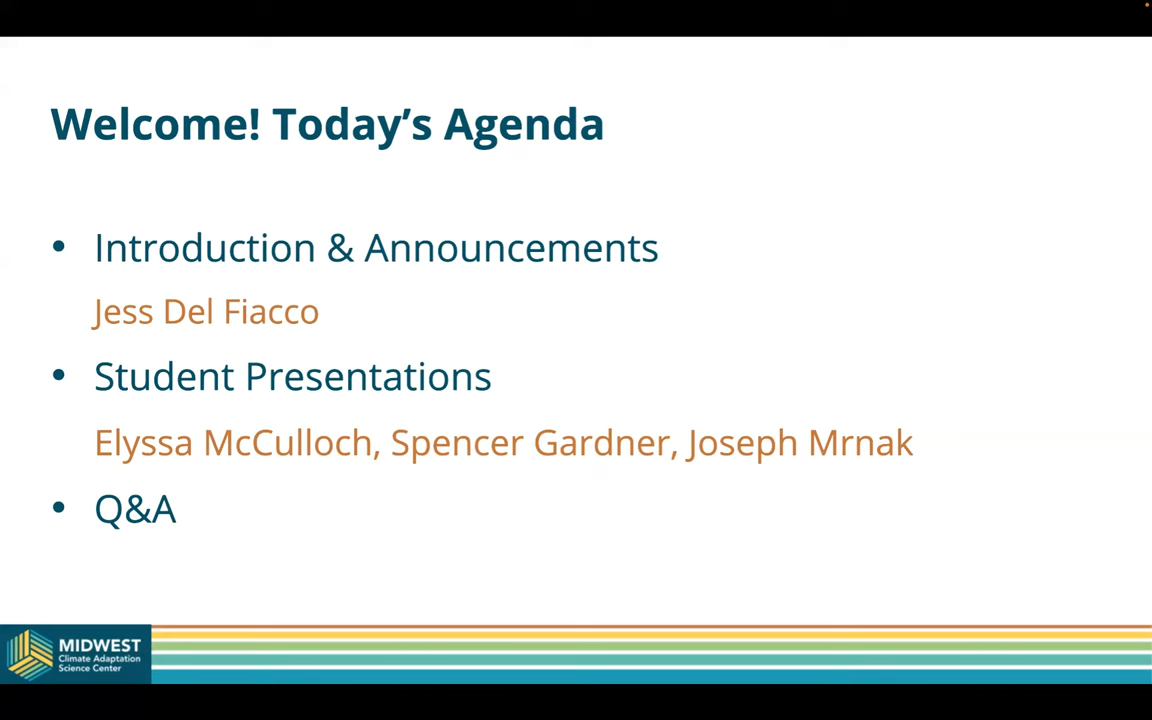 Welcome! Today’s Agenda
• Introduction & Announcements
Jess Del Fiacco
• Student Presentations
Elyssa McCulloch, Spencer Gardner, Joseph Mrnak
• Q&A
MIDWEST
Climate Adaptation
Science Center